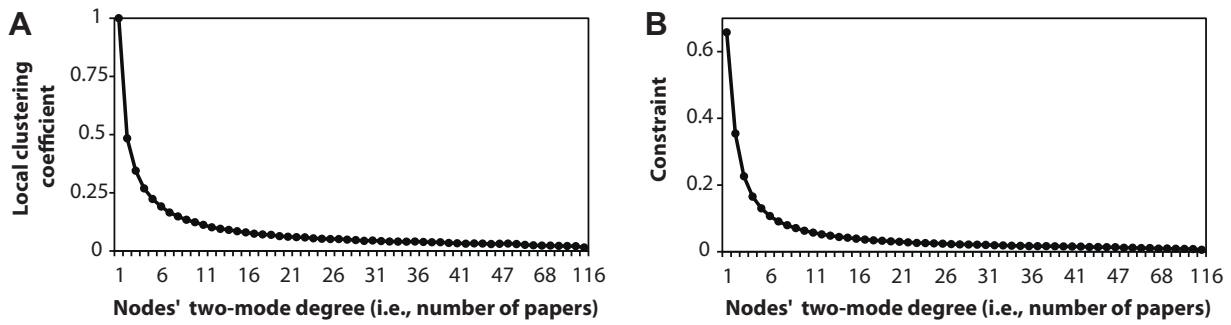 A
Local clustering
coefficient
1
0.75
0.5
0.25
0
1 6 11 16 21 26 31 36 41 47 68 116
Nodes' two-mode degree (i.e., number of papers)
B
Constraint
0.6
0.4
0.2
0
1 6 11 16 21 26 31 36 41 47 68 116
Nodes' two-mode degree (i.e., number of papers)